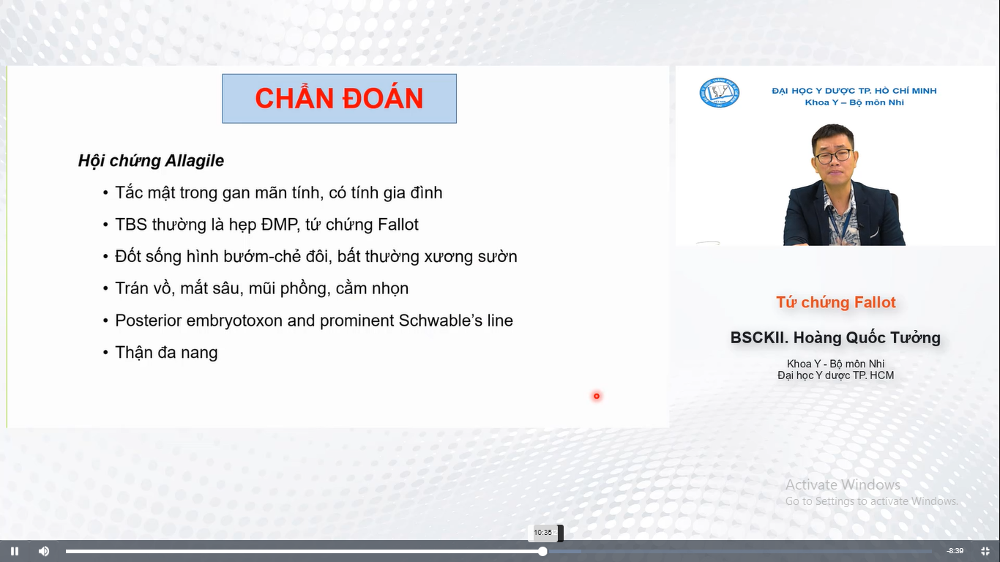 CHẨN ĐOÁN
Hội chứng Allagile
• Tắc mật trong gan mãn tính, có tính gia đình
• TBS thường là hẹp ĐMP, tứ chứng Fallot
• Đốt sống hình bướm-chẻ đôi, bất thường xương sườn
• Trán vồ, mắt sâu, mũi phồng, cằm nhọn
• Posterior embryotoxon and prominent Schwable's line
• Thận đa nang
ĐẠI HỌC Y DƯỢC TP. HỒ CHÍ MINH
Khoa Y – Bộ môn Nhi
Tứ chứng Fallot
BSCKII. Hoàng Quốc Tưởng
Khoa Y - Bộ môn Nhi
Đại học Y dược TP. HCM
Activate Windows
Go to Settings to activate Windows.
10:35
-8:39